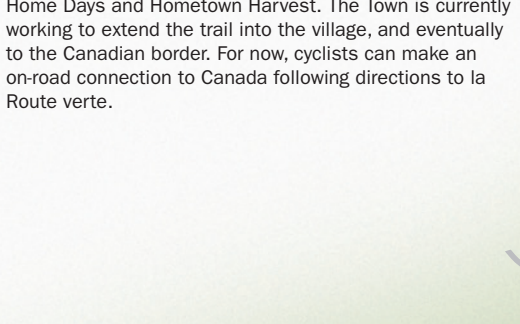 Home Days and Hometown Harvest. The Town is currently
working to extend the trail into the village, and eventually
to the Canadian border. For now, cyclists can make an
on-road connection to Canada following directions to la
Route verte.